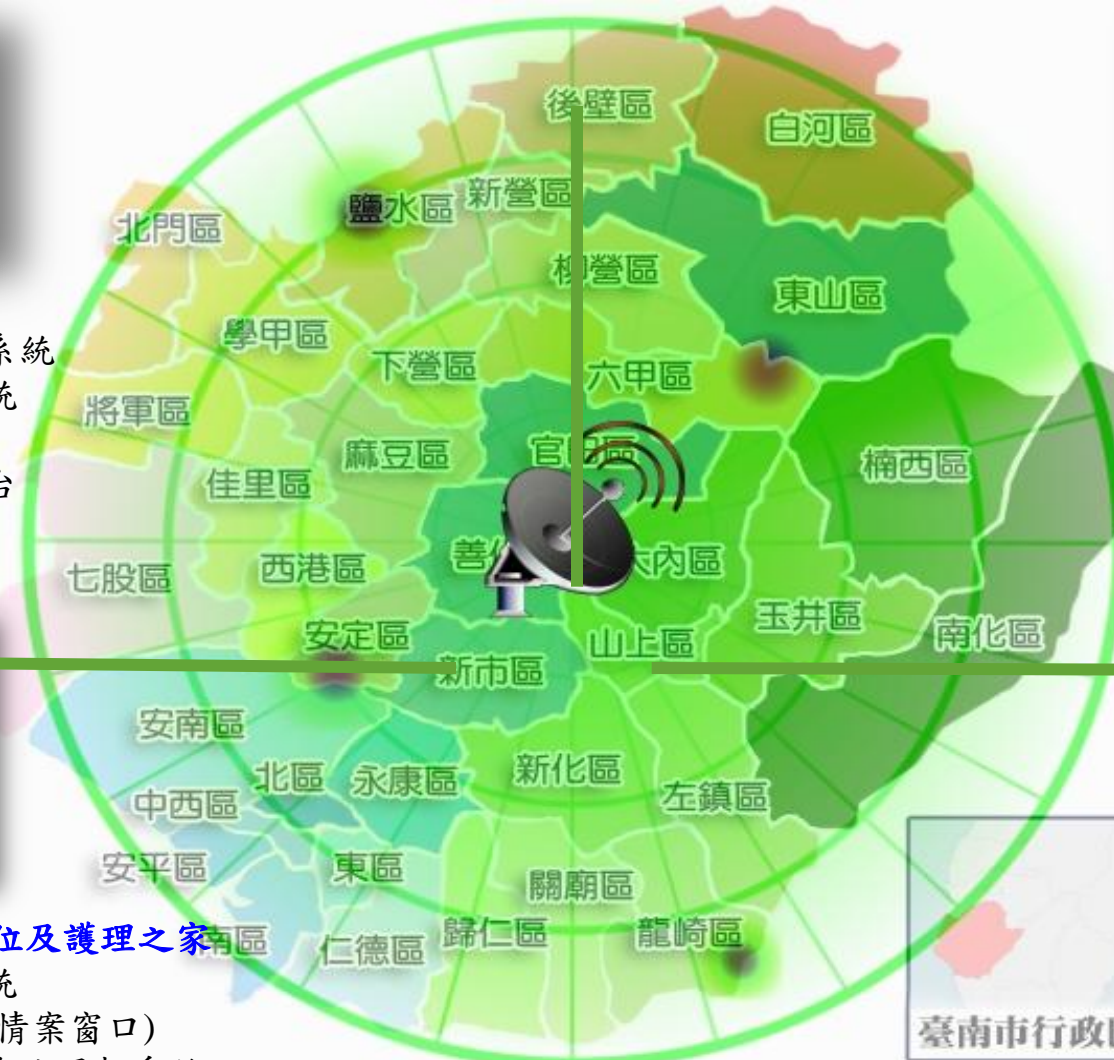 後壁區
白河區
鹽水區
新營區
北門區
柳營區
東山區
學甲區
系統
下營區
六甲區
統
將軍區
麻豆區
官田區
楠西區
佳里區
台
七股區
西港區
善
大內區
安定區
玉井區
南化區
新市區
山上區
安南區
北區
永康區
新化區
左鎮區
中西區
安平區
東區
關廟區
位及護理之家
南區
仁德區
歸仁區
龍崎區
統
情案窗口)
臺南市行政區